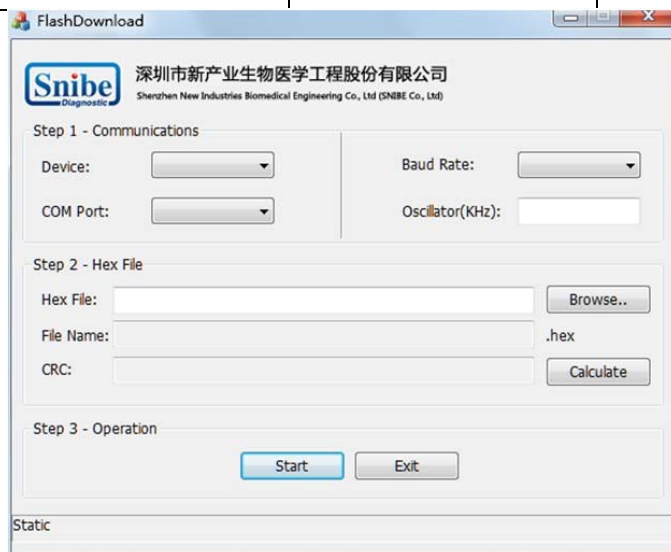 FlashDownload
Snibe
Diagnostic
深圳市新产业生物医学工程股份有限公司
Shenzhen New Industries Biomedical Engineering Co., Ltd (SNIBE Co., Ltd)
Step 1 - Communications
Device:
Baud Rate:
COM Port:
Oscillator(KHz):
Step 2 - Hex File
Hex File:
Browse..
File Name:
.hex
CRC:
Calculate
Step 3 - Operation
Start
Exit
Static